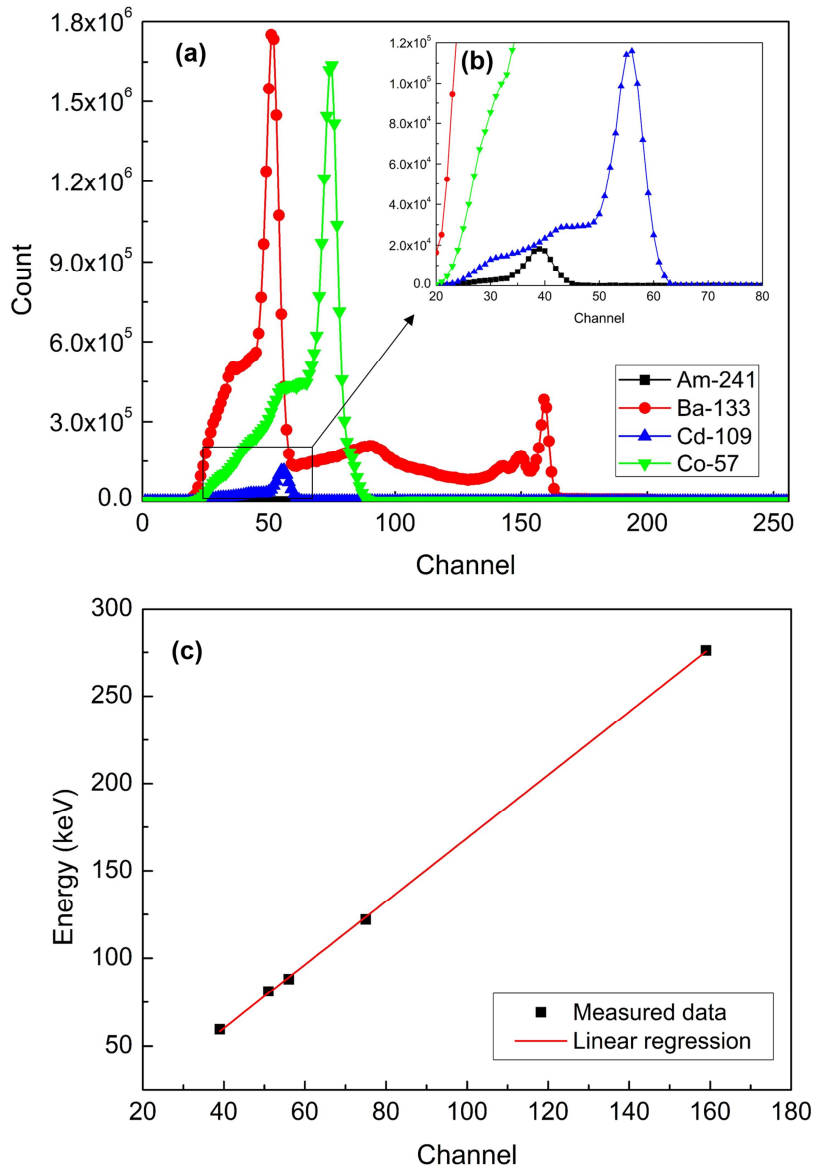 (a)
1.8x10⁶
1.5x10⁶
1.2x10⁶
9.0x10⁵
6.0x10⁵
3.0x10⁵
0.0
Count
0 50 100 150 200 250
Channel
(b)
1.2x10⁵
1.0x10⁵
8.0x10⁴
6.0x10⁴
4.0x10⁴
2.0x10⁴
0.0
20 30 40 50 60 70 80
Channel
Am-241
Ba-133
Cd-109
Co-57
(c)
300
250
200
150
100
50
Energy (keV)
20 40 60 80 100 120 140 160 180
Channel
Measured data
Linear regression